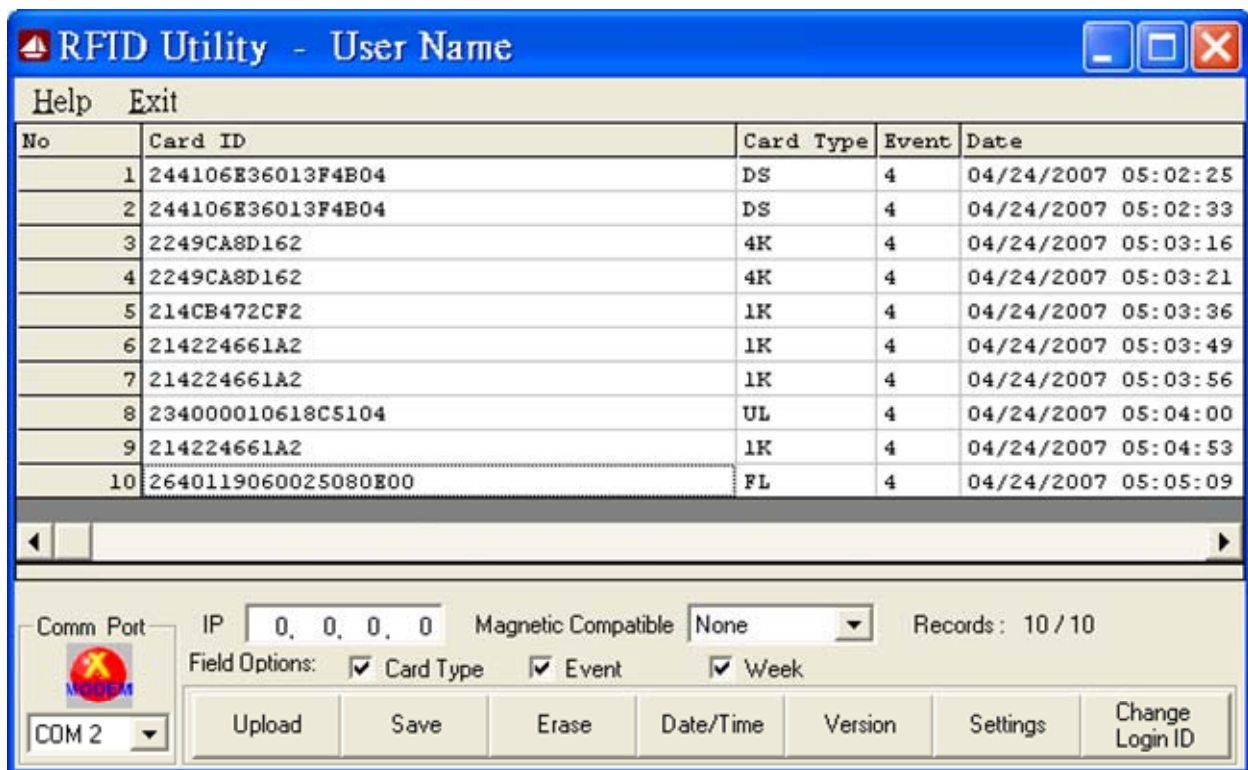 RFID Utility - User Name
Help Exit
No Card ID Card Type Event Date
1 244106E36013F4B04 DS 4 04/24/2007 05:02:25
2 244106E36013F4B04 DS 4 04/24/2007 05:02:33
3 2249CA8D162 4K 4 04/24/2007 05:03:16
4 2249CA8D162 4K 4 04/24/2007 05:03:21
5 214CB472CF2 1K 4 04/24/2007 05:03:36
6 214224661A2 1K 4 04/24/2007 05:03:49
7 214224661A2 1K 4 04/24/2007 05:03:56
8 234000010618C5104 UL 4 04/24/2007 05:04:00
9 214224661A2 1K 4 04/24/2007 05:04:53
10 2640119060025080E00 FL 4 04/24/2007 05:05:09
Comm Port IP 0. 0. 0. 0 Magnetic Compatible None Records : 10 / 10
X MODEM Field Options: Card Type Event Week
COM 2 Upload Save Erase Date/Time Version Settings Change Login ID